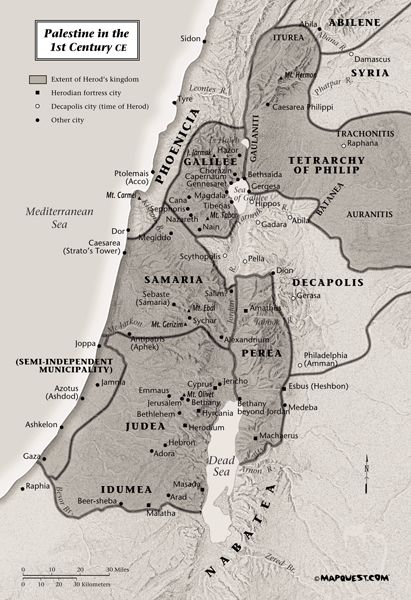 Palestine in the
1st Century CE
Extent of Herod's kingdom
Herodian fortress city
Decapolis city (time of Herod)
Other city
Abila
ABILENE
ITUREA
Abana R.
Damascus
SYRIA
Sidon
Mt. Hermon
Leontes R.
Pharpar R.
Tyre
Caesarea Philippi
PHOENICIA
GAULANITI
TRACHONITIS
Raphana
Hazor
GALILEE
TETRARCHY
OF PHILIP
Chorazin
Ptolemais
(Acco)
Capernaum
Bethsaida
Gennesaret
Gergesa
BATANEA
Mt. Carmel
Cana
Magdala
Sea
of Galilee
Sepphoris
Tiberias
Hippos
AURANITIS
Mediterranean
Sea
Kishon R.
Nazareth
Mt. Tabor
Yarmuk R.
Abila
Gadara
Dor
Nain
Megiddo
Caesarea
(Strato's Tower)
Scythopolis
Pella
Dion
SAMARIA
DECAPOLIS
Salim
Gerasa
Sebaste
(Samaria)
Mt. Ebal
Jordan R.
Amathus
Mt. Gerizim
Sychar
Jabbok R.
Joppa
Antipatris
(Aphek)
Alexandrium
PEREA
(SEMI-INDEPENDENT
MUNICIPALITY)
Philadelphia
(Amman)
Jamnia
Cyprus
Jericho
Esbus (Heshbon)
Azotus
(Ashdod)
Emmaus
Mt. Olivet
Jerusalem
Bethany
Bethany
beyond Jordan
Medeba
Bethlehem
Hyrcania
Ashkelon
JUDEA
Herodium
Machaerus
Hebron
Adora
Dead
Sea
Gaza
Arnon R.
Raphia
IDUMEA
Masada
Besor Br.
Arad
Beer-sheba
Malatha
NABATEA
N
Zered Br.
0 10 20 30 Miles
0 10 20 30 Kilometers
© MAPQUEST.COM